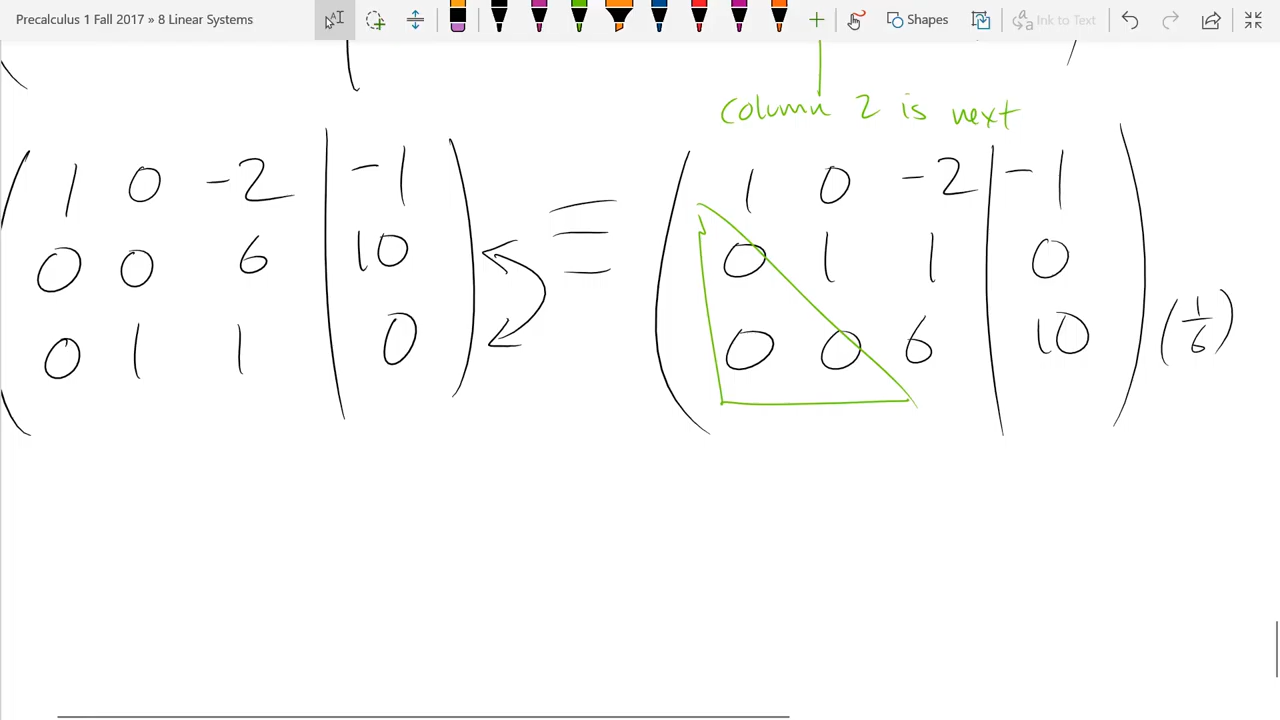 Precalculus 1 Fall 2017 » 8 Linear Systems
Shapes
Ink to Text
column 2 is next
1 0 -2 | -1
0 0 6 | 10
0 1 1 | 0
≡
1 0 -2 | -1
0 1 1 | 0
0 0 6 | 10 (1/6)